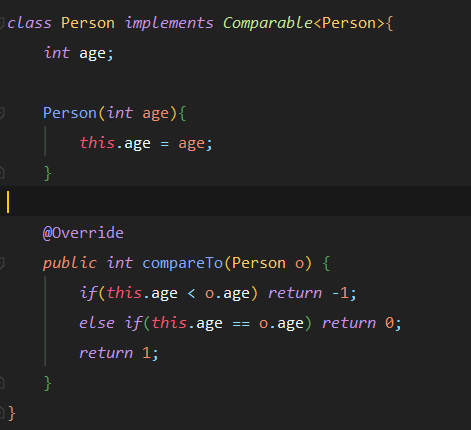 class Person implements Comparable<Person>{
    int age;

    Person(int age){
        this.age = age;
    }

    @Override
    public int compareTo(Person o) {
        if(this.age < o.age) return -1;
        else if(this.age == o.age) return 0;
        return 1;
    }
}